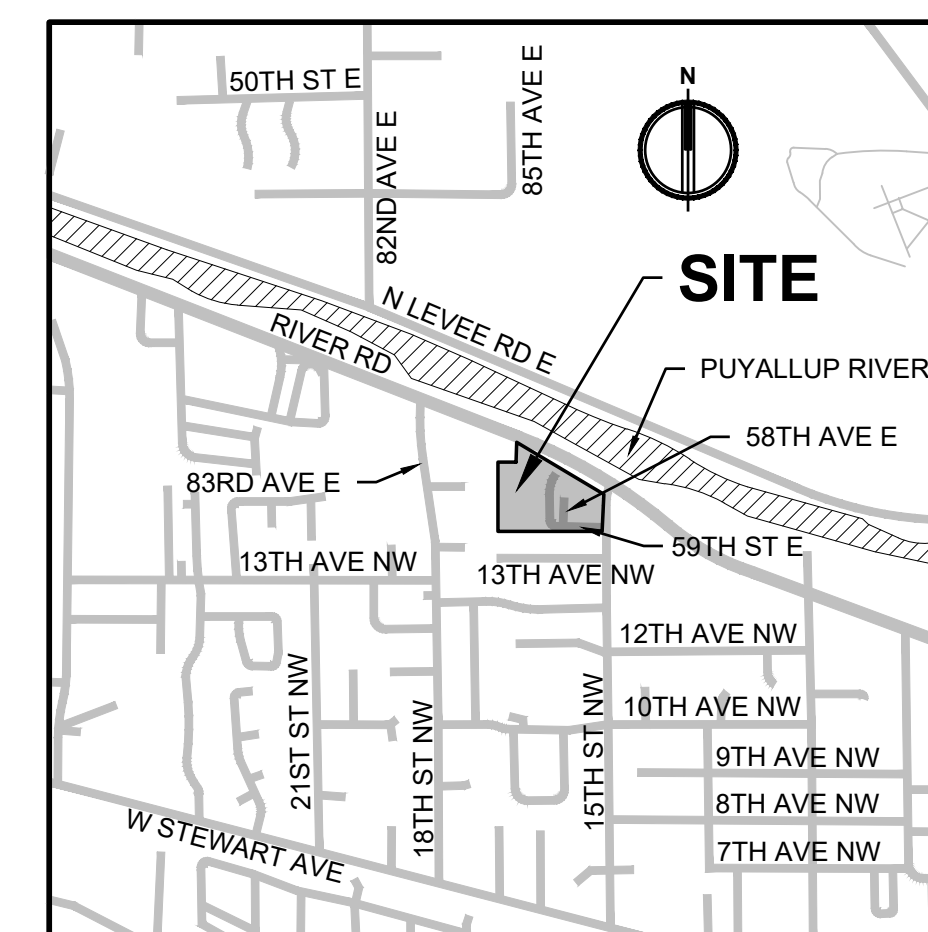 50TH ST E
82ND AVE E
85TH AVE E
N
SITE
N LEVEE RD E
RIVER RD
PUYALLUP RIVER
58TH AVE E
83RD AVE E
59TH ST E
13TH AVE NW
13TH AVE NW
12TH AVE NW
21ST ST NW
18TH ST NW
15TH ST NW
10TH AVE NW
9TH AVE NW
8TH AVE NW
7TH AVE NW
W STEWART AVE